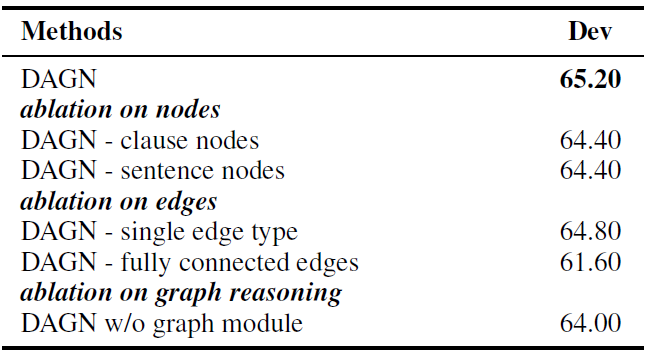 Methods Dev
DAGN 65.20
ablation on nodes
DAGN - clause nodes 64.40
DAGN - sentence nodes 64.40
ablation on edges
DAGN - single edge type 64.80
DAGN - fully connected edges 61.60
ablation on graph reasoning
DAGN w/o graph module 64.00